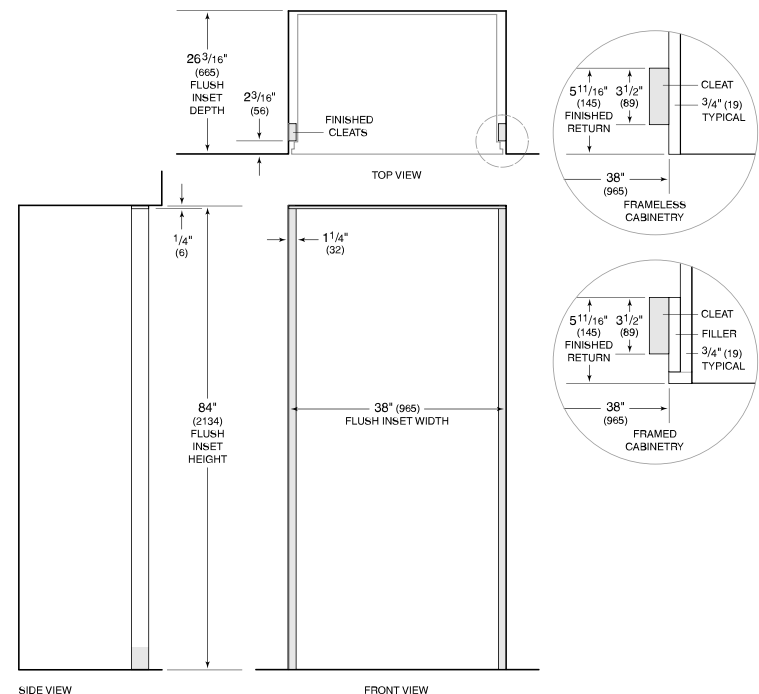 26 3/16"
(665)
FLUSH
INSET
DEPTH
2 3/16"
(56)
FINISHED
CLEATS
TOP VIEW
5 11/16"
(145)
FINISHED
RETURN
3 1/2"
(89)
CLEAT
3/4" (19)
TYPICAL
38"
(965)
FRAMELESS
CABINETRY
1/4"
(6)
1 1/4"
(32)
84"
(2134)
FLUSH
INSET
HEIGHT
38" (965)
FLUSH INSET WIDTH
5 11/16"
(145)
FINISHED
RETURN
3 1/2"
(89)
CLEAT
FILLER
3/4" (19)
TYPICAL
38"
(965)
FRAMED
CABINETRY
SIDE VIEW
FRONT VIEW